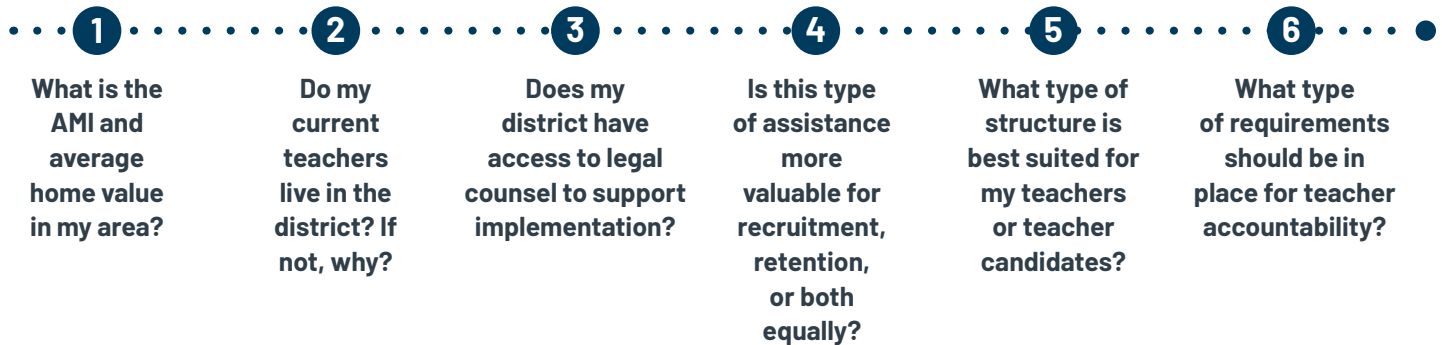 1
What is the
AMI and
average
home value
in my area?
2
Do my
current
teachers
live in the
district? If
not, why?
3
Does my
district have
access to legal
counsel to support
implementation?
4
Is this type
of assistance
more
valuable for
recruitment,
retention,
or both
equally?
5
What type of
structure is
best suited for
my teachers
or teacher
candidates?
6
What type
of requirements
should be in
place for teacher
accountability?